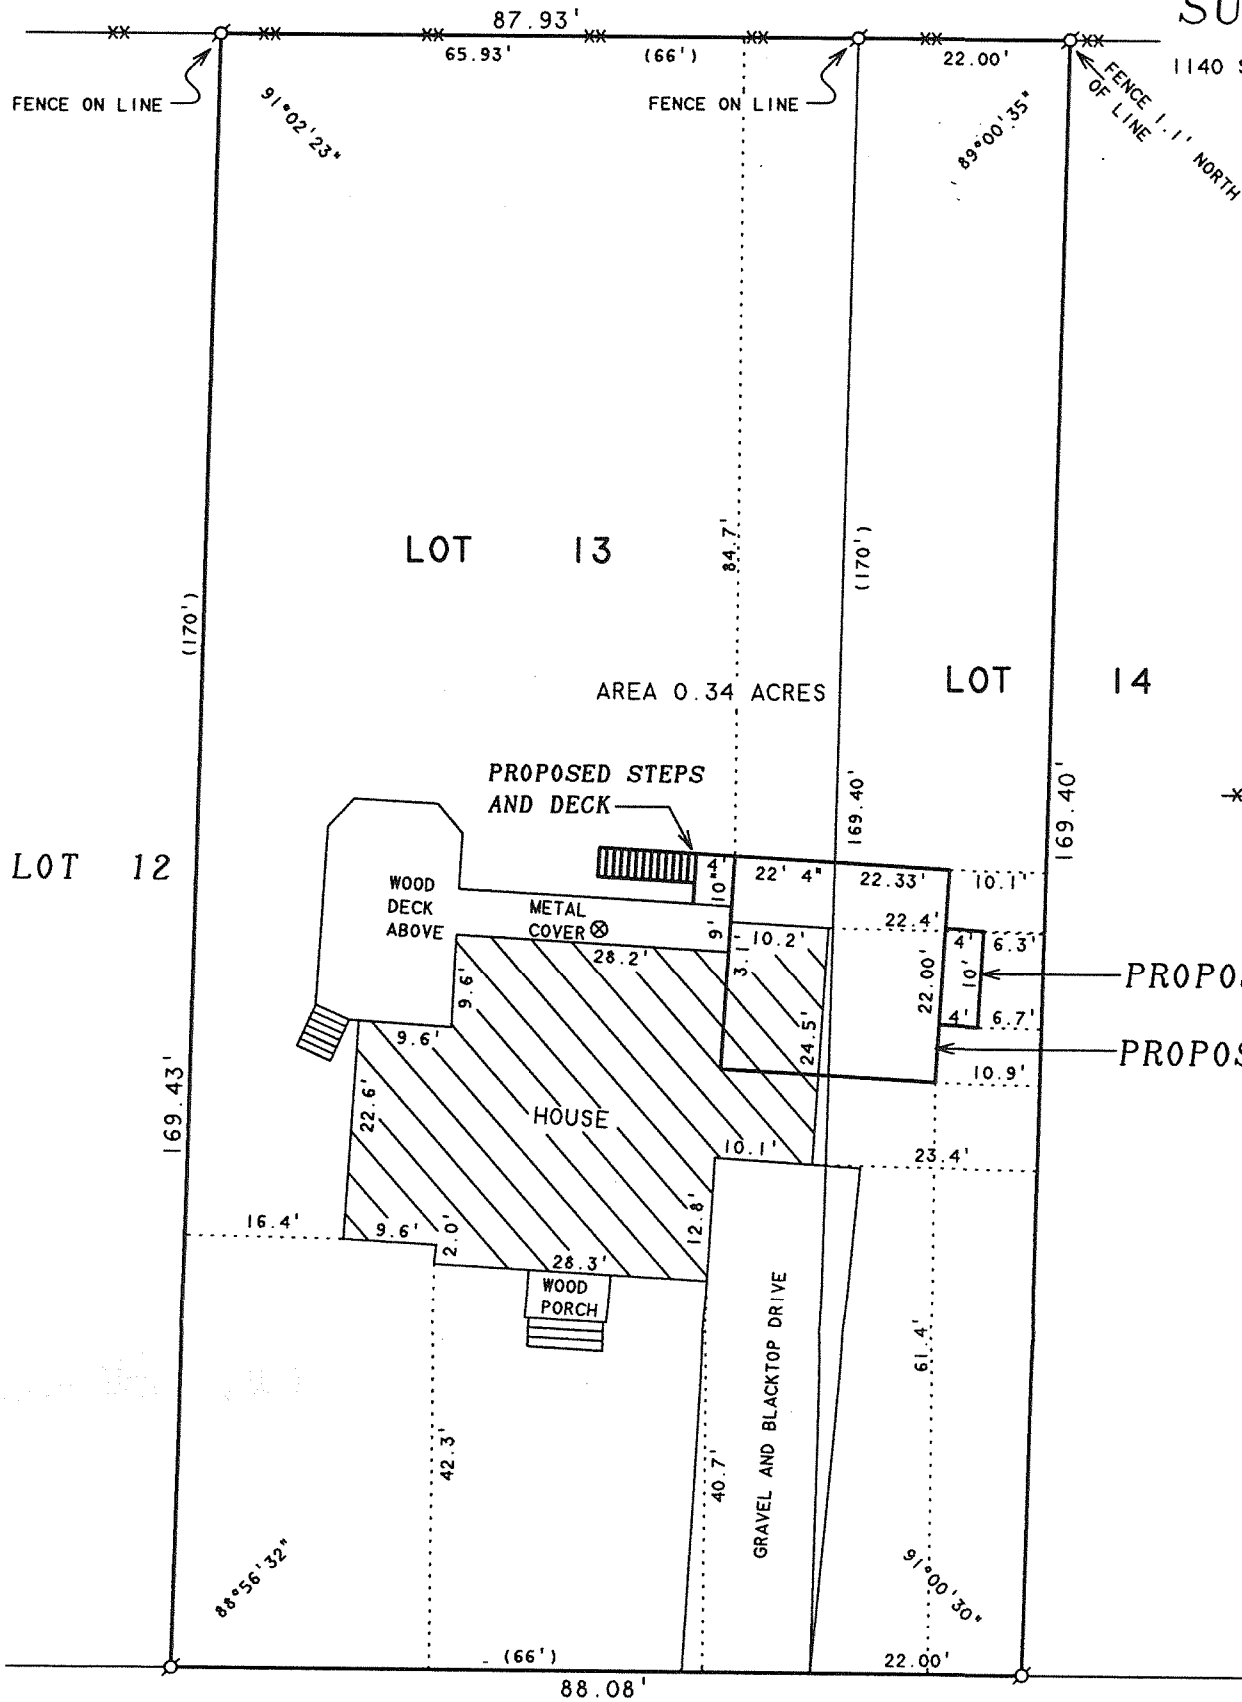 SU
87.93'
65.93'
(66')
22.00'
1140 S
FENCE ON LINE
FENCE ON LINE
FENCE 1.1' NORTH
OF LINE
91°02'23"
89°00'35"
84.7'
LOT 13
(170')
(170')
AREA 0.34 ACRES
LOT 14
PROPOSED STEPS
AND DECK
169.40'
169.40'
LOT 12
WOOD
DECK
ABOVE
METAL
COVER
4'
10"
22' 4"
22.33'
10.1'
22.4'
9'
10.2'
4'
6.3'
28.2'
3.1'
9.6'
22.00'
10'
PROPOS
4'
6.7'
9.6'
24.5'
PROPOS
10.9'
169.43'
22.6'
HOUSE
10.1'
23.4'
16.4'
9.6'
2.0'
12.8'
28.3'
WOOD
PORCH
GRAVEL AND BLACKTOP DRIVE
61.4'
42.3'
40.7'
88°56'32"
91°00'30"
(66')
22.00'
88.08'